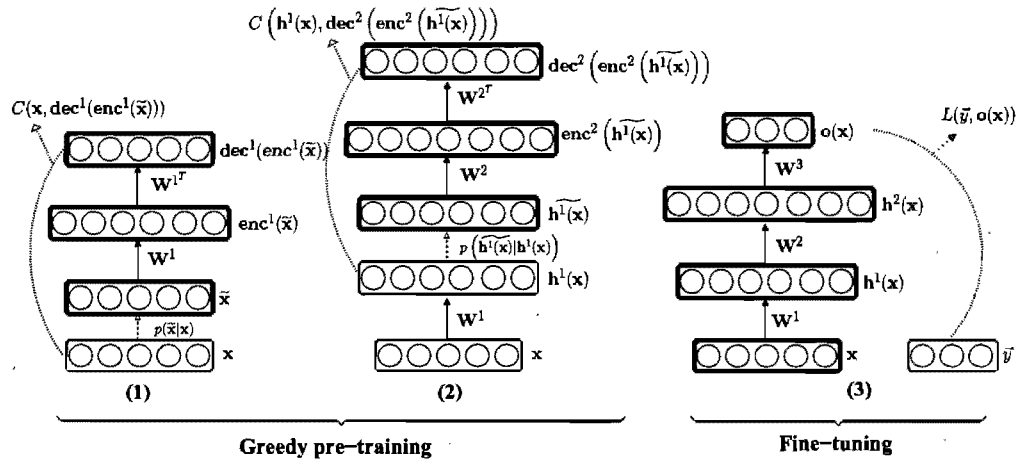 C(x, dec¹(enc¹(x̃)))
dec¹(enc¹(x̃))
W¹ᵀ
enc¹(x̃)
W¹
x̃
p(x̃|x)
x
(1)
C (h¹(x), dec² (enc² (h̃¹(x))))
dec² (enc² (h̃¹(x)))
W²ᵀ
enc² (h̃¹(x))
W²
h̃¹(x)
p (h̃¹(x)|h¹(x))
h¹(x)
W¹
x
(2)
L(y⃗, o(x))
o(x)
W³
h²(x)
W²
h¹(x)
W¹
x
y⃗
(3)
Greedy pre−training
Fine−tuning